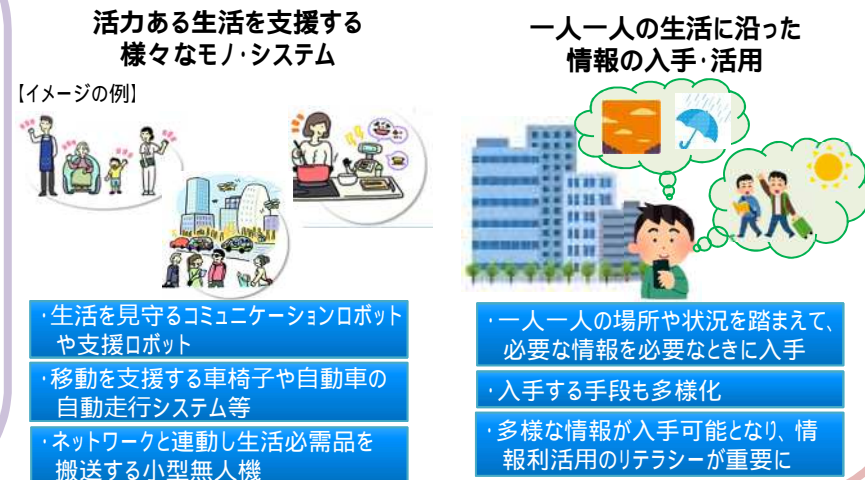 活力ある生活を支援する
様々なモノ・システム
【イメージの例】
・生活を見守るコミュニケーションロボット
や支援ロボット
・移動を支援する車椅子や自動車の
自動走行システム等
・ネットワークと連動し生活必需品を
搬送する小型無人機
一人一人の生活に沿った
情報の入手・活用
・一人一人の場所や状況を踏まえて、
必要な情報を必要なときに入手
・入手する手段も多様化
・多様な情報が入手可能となり、情
報利活用のリテラシーが重要に